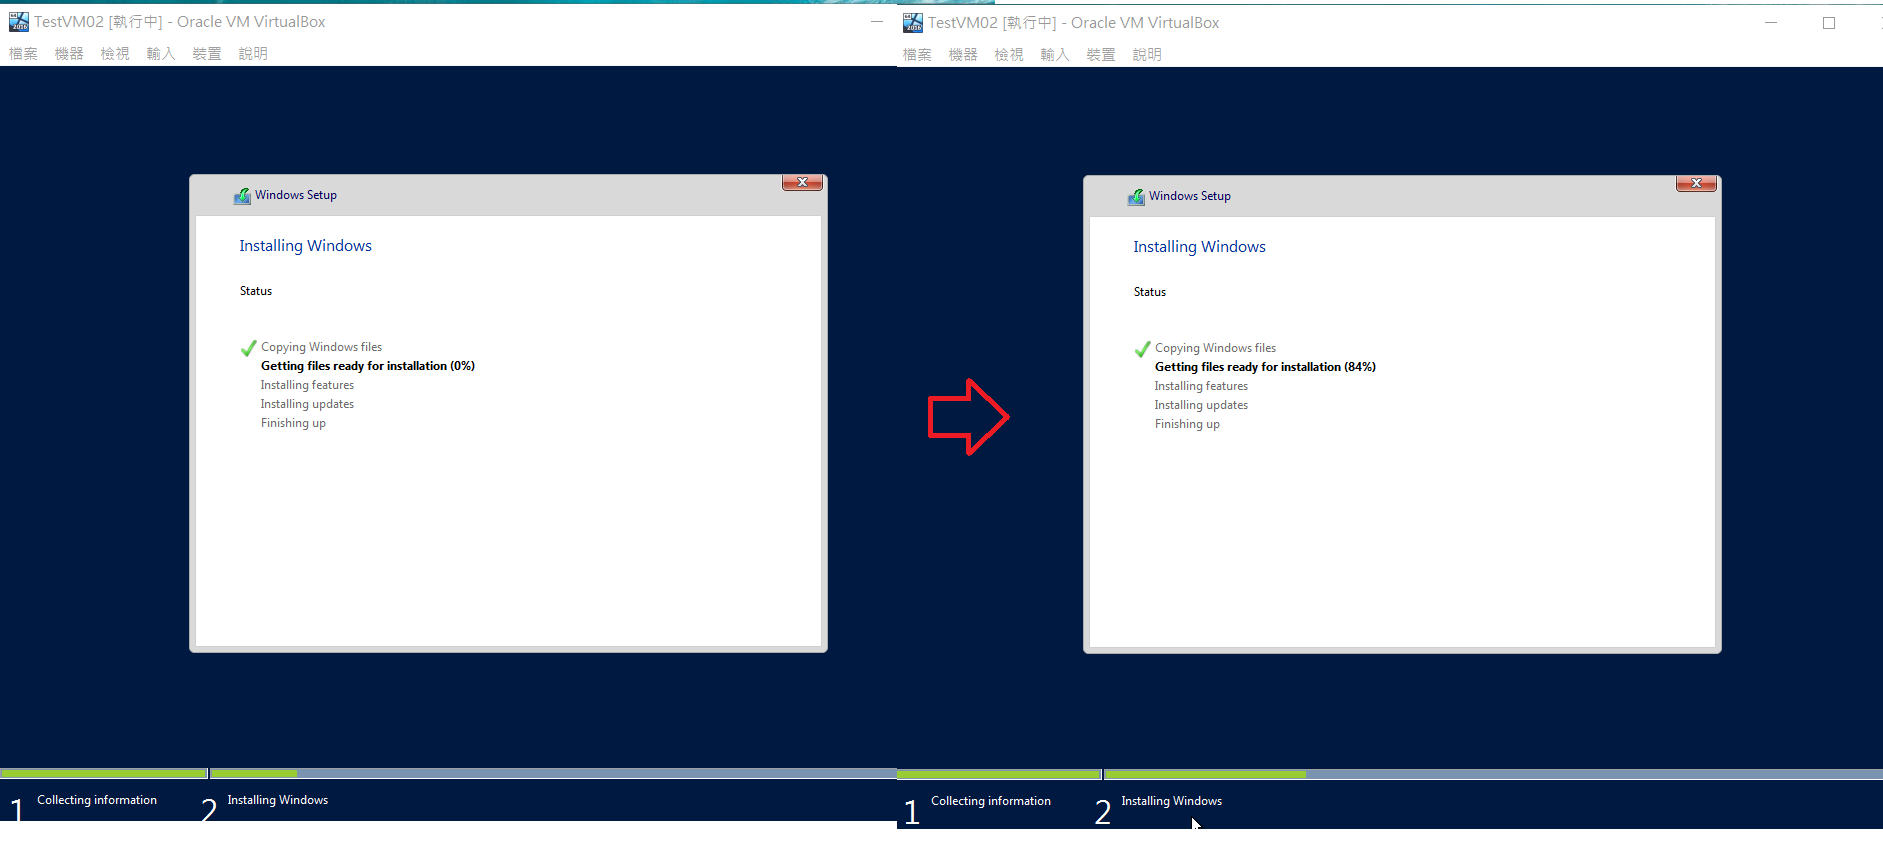 TestVM02 [執行中] - Oracle VM VirtualBox
檔案 機器 檢視 輸入 裝置 說明
Windows Setup
Installing Windows
Status
Copying Windows files
Getting files ready for installation (0%)
Installing features
Installing updates
Finishing up
1 Collecting information 2 Installing Windows
TestVM02 [執行中] - Oracle VM VirtualBox
檔案 機器 檢視 輸入 裝置 說明
Windows Setup
Installing Windows
Status
Copying Windows files
Getting files ready for installation (84%)
Installing features
Installing updates
Finishing up
1 Collecting information 2 Installing Windows